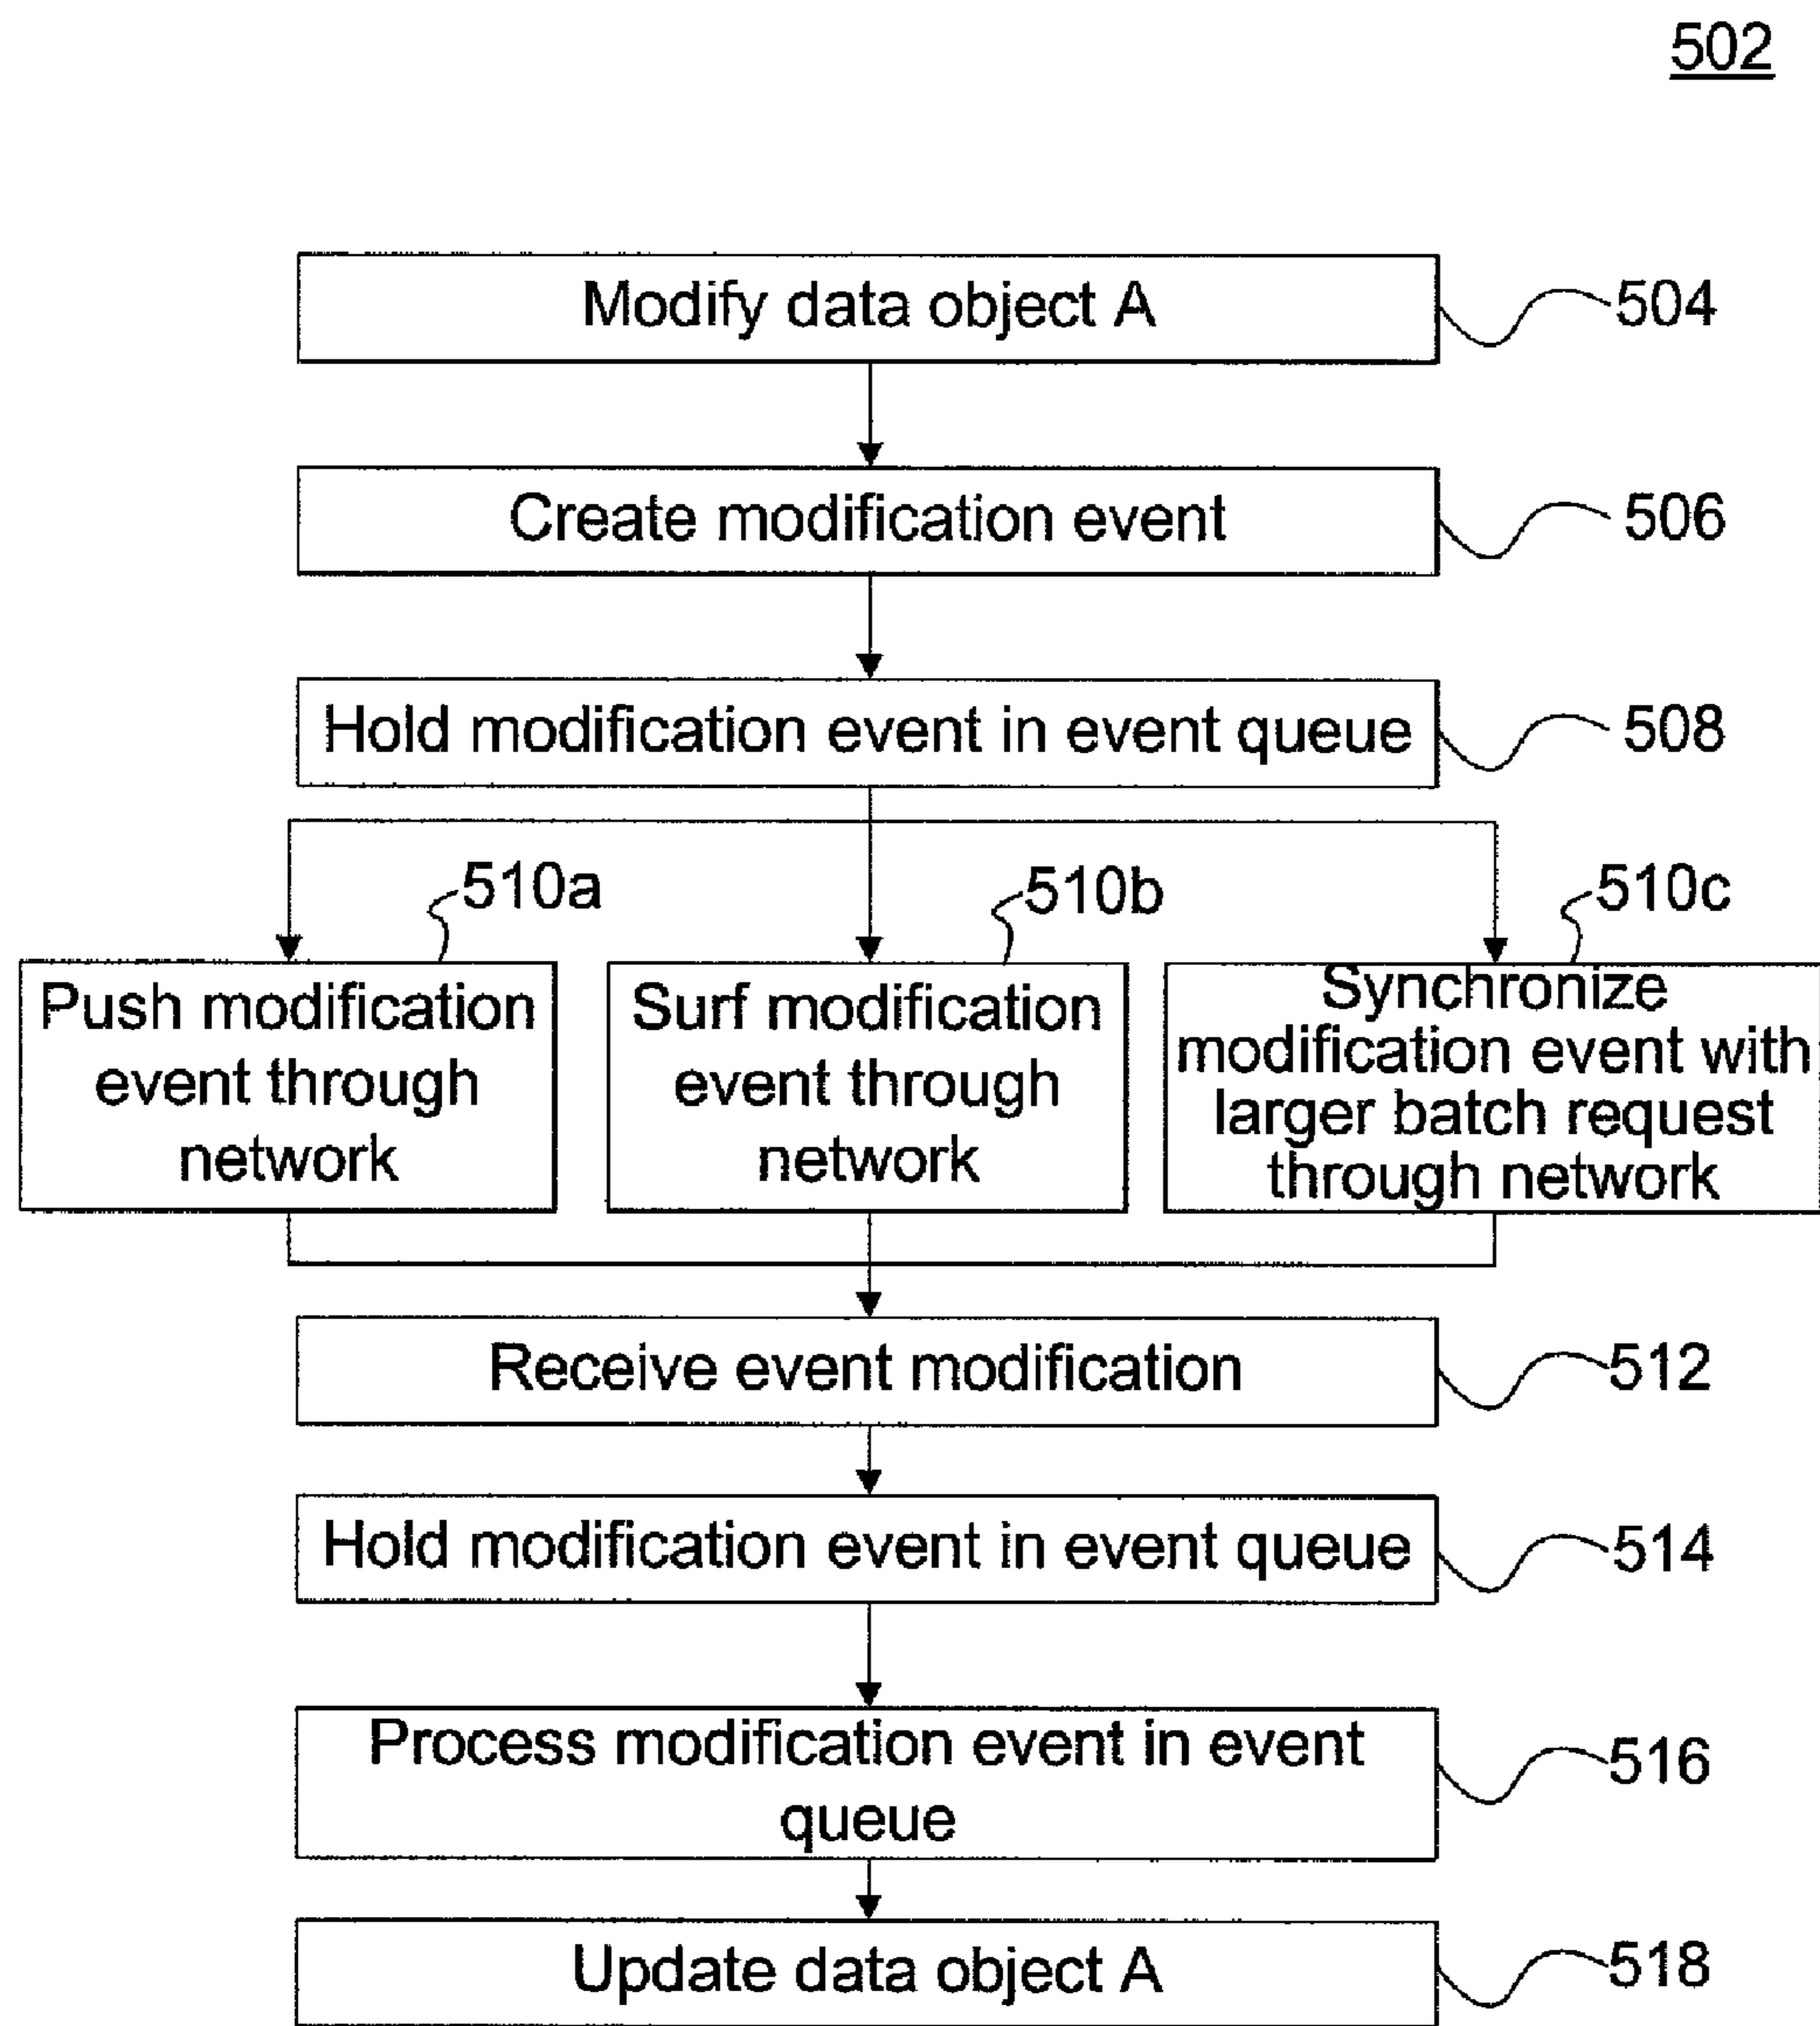 502
Modify data object A
504
Create modification event
506
Hold modification event in event queue
508
510a
510b
510c
Push modification
event through
network
Surf modification
event through
network
Synchronize
modification event with
larger batch request
through network
Receive event modification
512
Hold modification event in event queue
514
Process modification event in event
queue
516
Update data object A
518